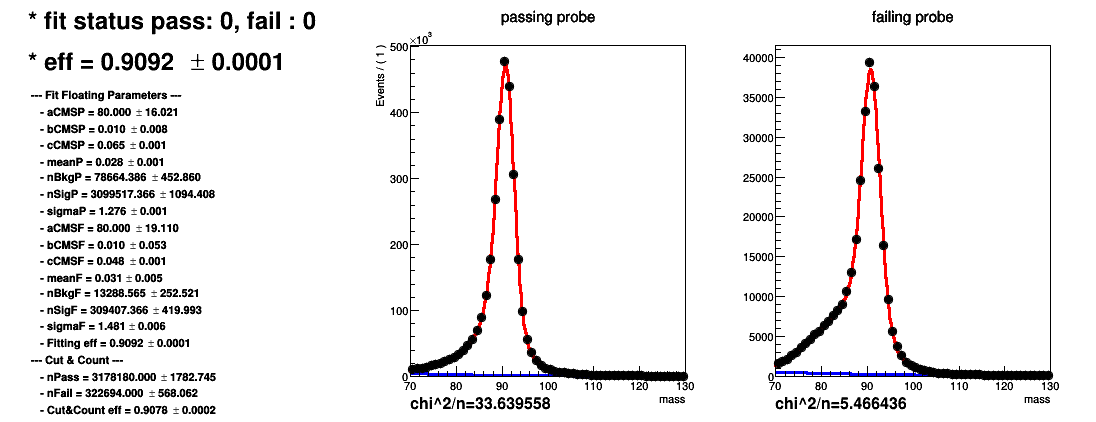 * fit status pass: 0, fail : 0
* eff = 0.9092 ± 0.0001
--- Fit Floating Parameters ---
- aCMSP = 80.000 ± 16.021
- bCMSP = 0.010 ± 0.008
- cCMSP = 0.065 ± 0.001
- meanP = 0.028 ± 0.001
- nBkgP = 78664.386 ± 452.860
- nSigP = 3099517.366 ± 1094.408
- sigmaP = 1.276 ± 0.001
- aCMSF = 80.000 ± 19.110
- bCMSF = 0.010 ± 0.053
- cCMSF = 0.048 ± 0.001
- meanF = 0.031 ± 0.005
- nBkgF = 13288.565 ± 252.521
- nSigF = 309407.366 ± 419.993
- sigmaF = 1.481 ± 0.006
- Fitting eff = 0.9092 ± 0.0001
--- Cut & Count ---
- nPass = 3178180.000 ± 1782.745
- nFail = 322694.000 ± 568.062
- Cut&Count eff = 0.9078 ± 0.0002
passing probe
×10³
Events / ( 1 )
500
400
300
200
100
0
70 80 90 100 110 120 130
mass
chi^2/n=33.639558
failing probe
40000
35000
30000
25000
20000
15000
10000
5000
0
70 80 90 100 110 120 130
mass
chi^2/n=5.466436